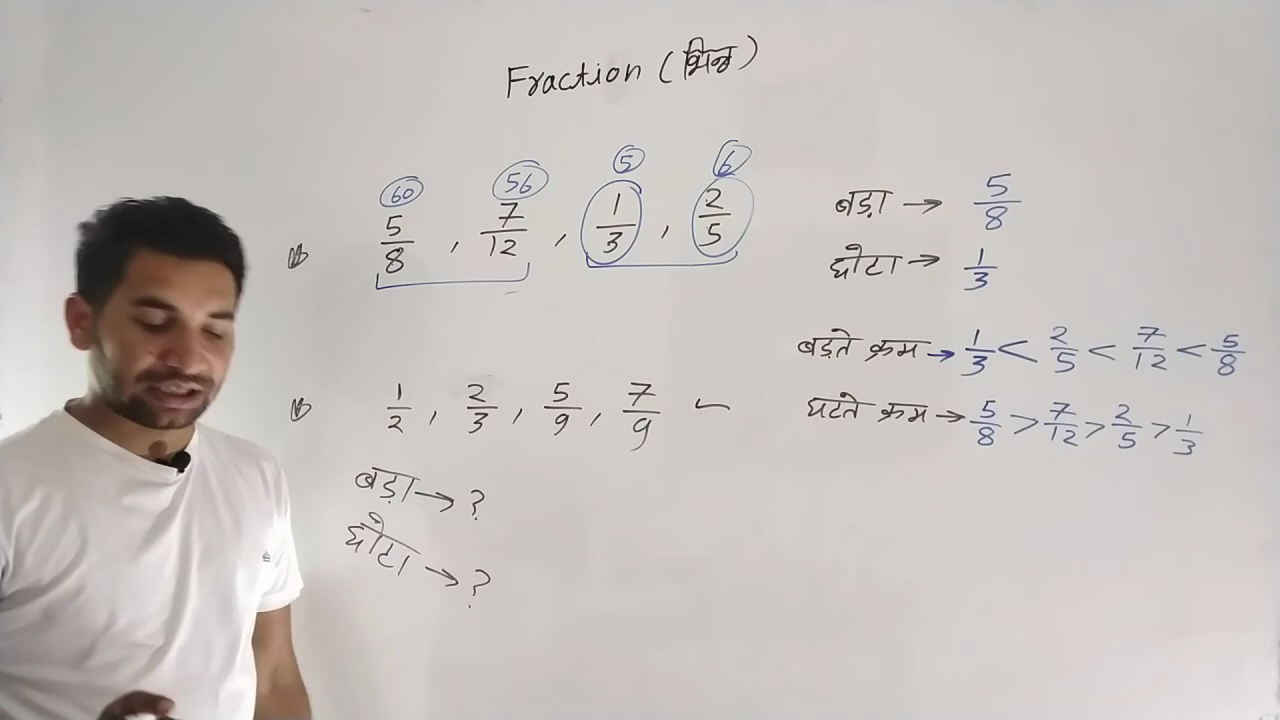 Fraction (भिन्न)
60 56 5 6
5/8 , 7/12 , 1/3 , 2/5
बड़ा → 5/8
छोटा → 1/3
बड़ते क्रम → 1/3 < 2/5 < 7/12 < 5/8
घटते क्रम → 5/8 > 7/12 > 2/5 > 1/3
1/2 , 2/3 , 5/9 , 7/9
बड़ा → ?
छोटा → ?